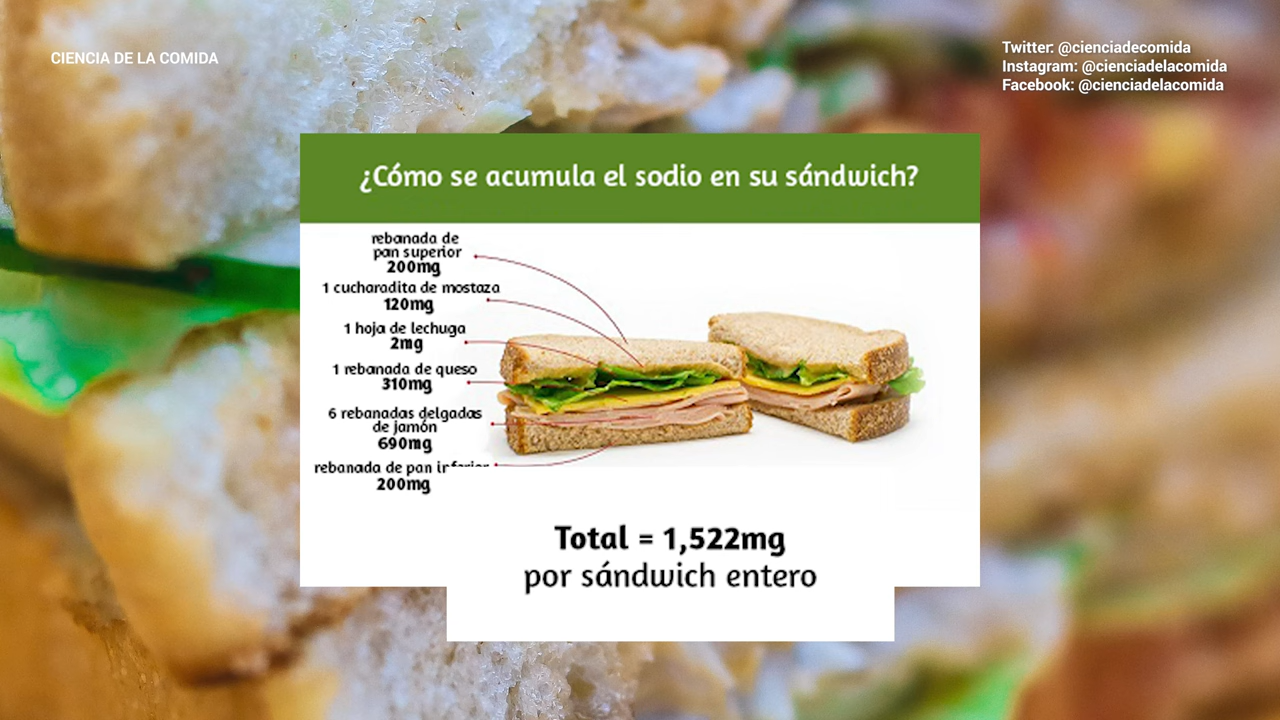 CIENCIA DE LA COMIDA
Twitter: @cienciadecomida
Instagram: @cienciadelacomida
Facebook: @cienciadelacomida
¿Cómo se acumula el sodio en su sándwich?
rebanada de
pan superior
200mg
1 cucharadita de mostaza
120mg
1 hoja de lechuga
2mg
1 rebanada de queso
310mg
6 rebanadas delgadas
de jamón
690mg
rebanada de pan inferior
200mg
Total = 1,522mg
por sándwich entero